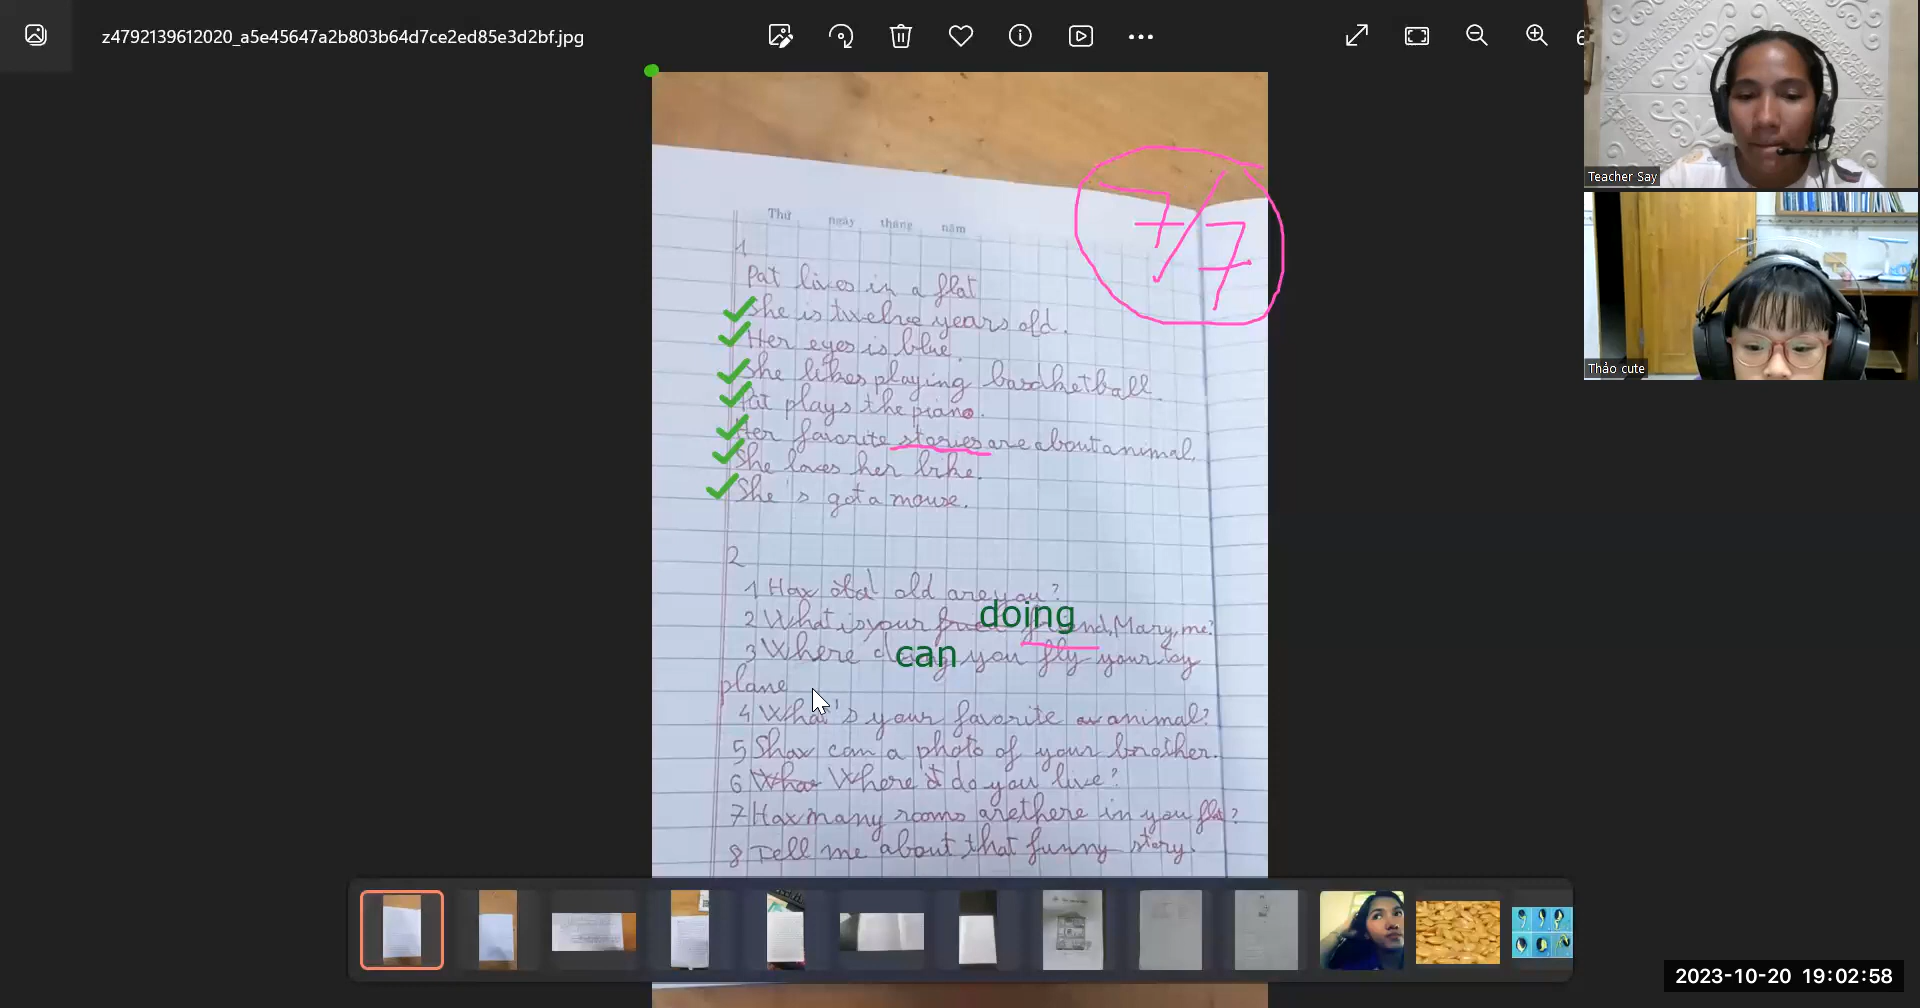 z4792139612020_a5e45647a2b803b64d7ce2ed85e3d2bf.jpg
Teacher Say
Thảo cute
Thứ ngày tháng năm
7/7
1
Pat lives in a flat
She is twelve years old.
Her eyes is blue.
She likes playing basdketball.
Pat plays the piano.
Her favorite stories are about animal.
She loves her bike.
She's got a mouse.
2
1 How old are you?
doing
2 What is your friend, Mary, me?
can
3 Where you fly your toy
plane
4 What's your favorite animal?
5 Show can a photo of your brother.
6 Where do you live?
7 How many rooms are there in you fla?
8 Tell me about that funny story.
2023-10-20 19:02:58